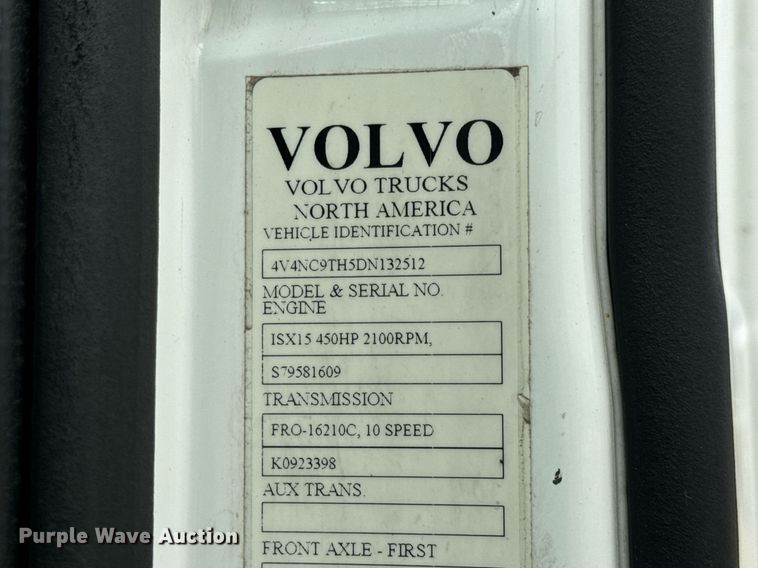 VOLVO
VOLVO TRUCKS
NORTH AMERICA
VEHICLE IDENTIFICATION #
4V4NC9TH5DN132512
MODEL & SERIAL NO.
ENGINE
ISX15 450HP 2100RPM,
S79581609
TRANSMISSION
FRO-16210C, 10 SPEED
K0923398
AUX TRANS.
FRONT AXLE - FIRST
Purple Wave Auction